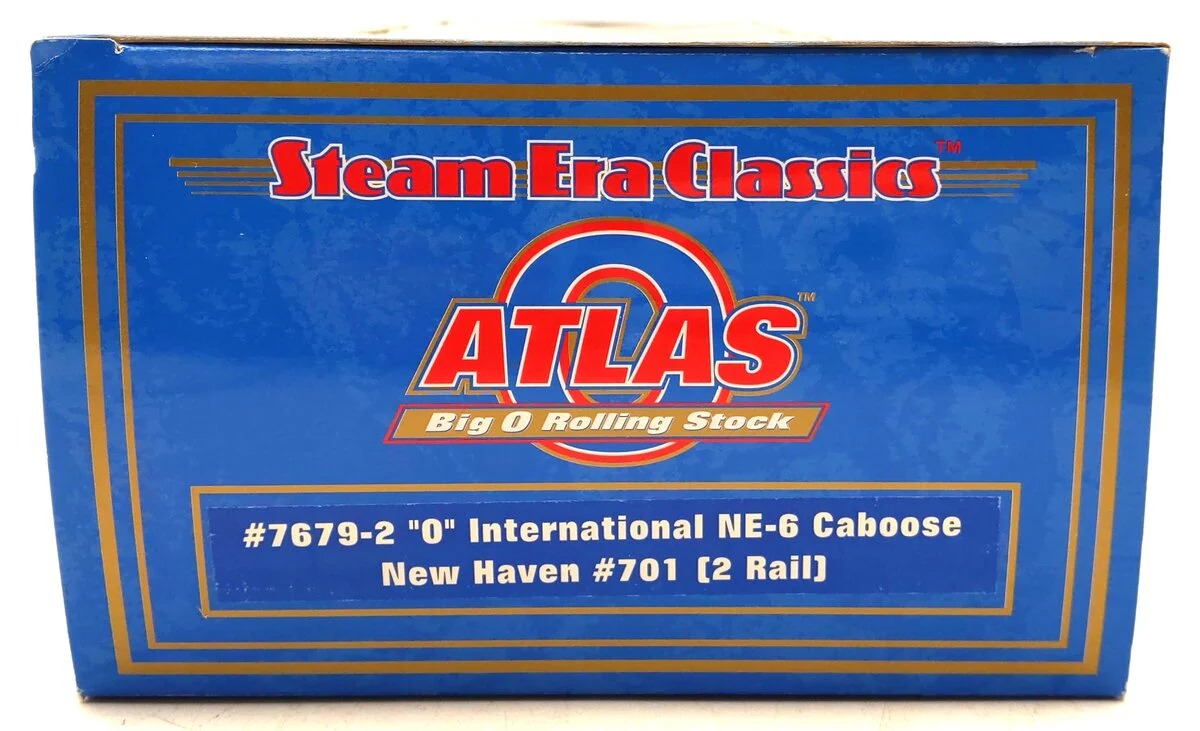 Steam Era Classics™
ATLAS™
Big O Rolling Stock
#7679-2 "O" International NE-6 Caboose
New Haven #701 (2 Rail)